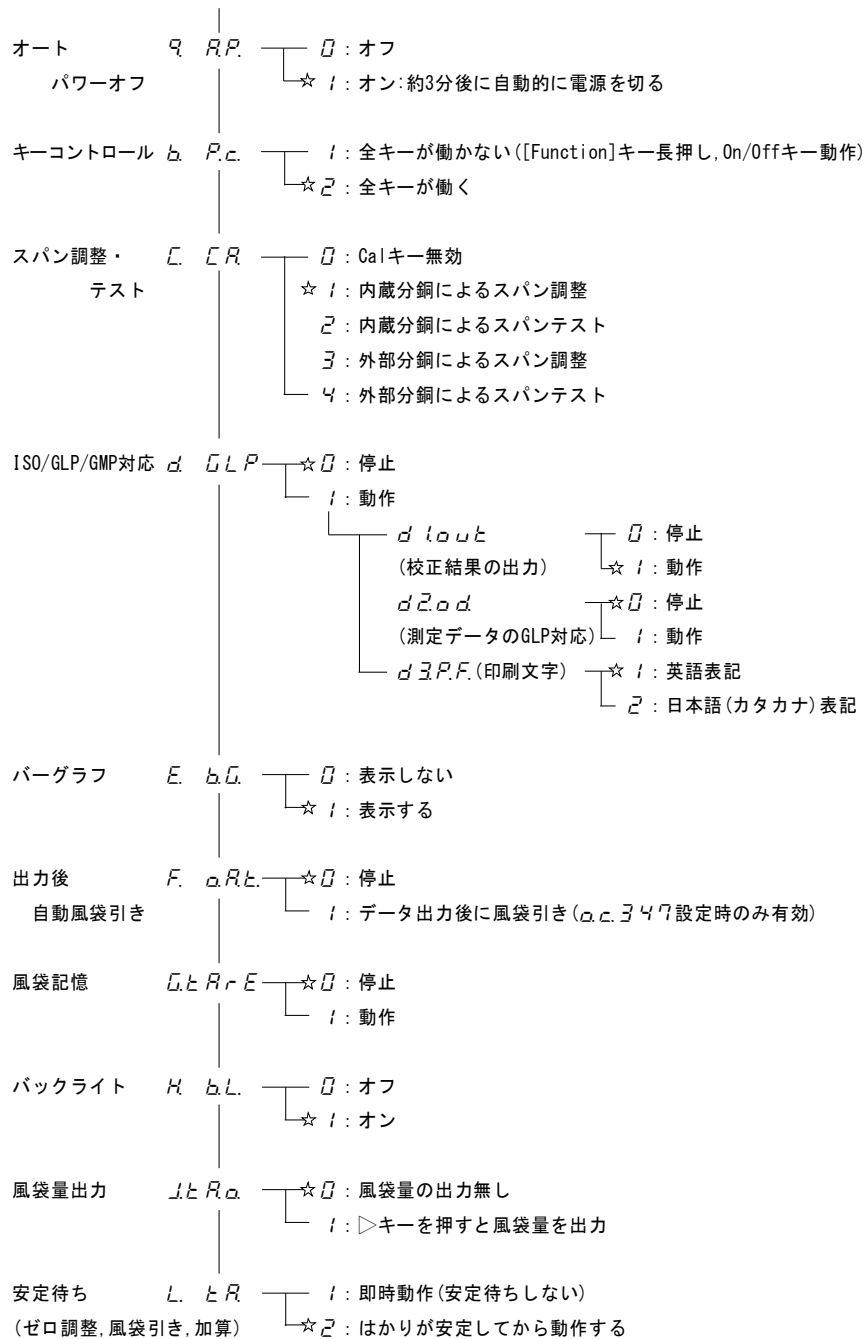 オート 9. A.P. 0 : オフ
パワーオフ ☆ 1 : オン:約3分後に自動的に電源を切る
キーコントロール b. P.c. 1 : 全キーが働かない([Function]キー長押し,On/Offキー動作)
☆ 2 : 全キーが働く
スパン調整・ C. CA. 0 : Calキー無効
テスト ☆ 1 : 内蔵分銅によるスパン調整
2 : 内蔵分銅によるスパンテスト
3 : 外部分銅によるスパン調整
4 : 外部分銅によるスパンテスト
ISO/GLP/GMP対応 d. GLP ☆ 0 : 停止
1 : 動作
d 1.out 0 : 停止
(校正結果の出力) ☆ 1 : 動作
d2.o d. ☆ 0 : 停止
(測定データのGLP対応) 1 : 動作
d 3.P.F.(印刷文字) ☆ 1 : 英語表記
2 : 日本語(カタカナ)表記
バーグラフ E. b.G. 0 : 表示しない
☆ 1 : 表示する
出力後 F. o.A.t. ☆ 0 : 停止
自動風袋引き 1 : データ出力後に風袋引き(o.c. 3 4 7設定時のみ有効)
風袋記憶 G.tArE ☆ 0 : 停止
1 : 動作
バックライト H. b.L. 0 : オフ
☆ 1 : オン
風袋量出力 J.tA.o. ☆ 0 : 風袋量の出力無し
1 : ▷キーを押すと風袋量を出力
安定待ち L. tA. 1 : 即時動作(安定待ちしない)
(ゼロ調整,風袋引き,加算) ☆ 2 : はかりが安定してから動作する